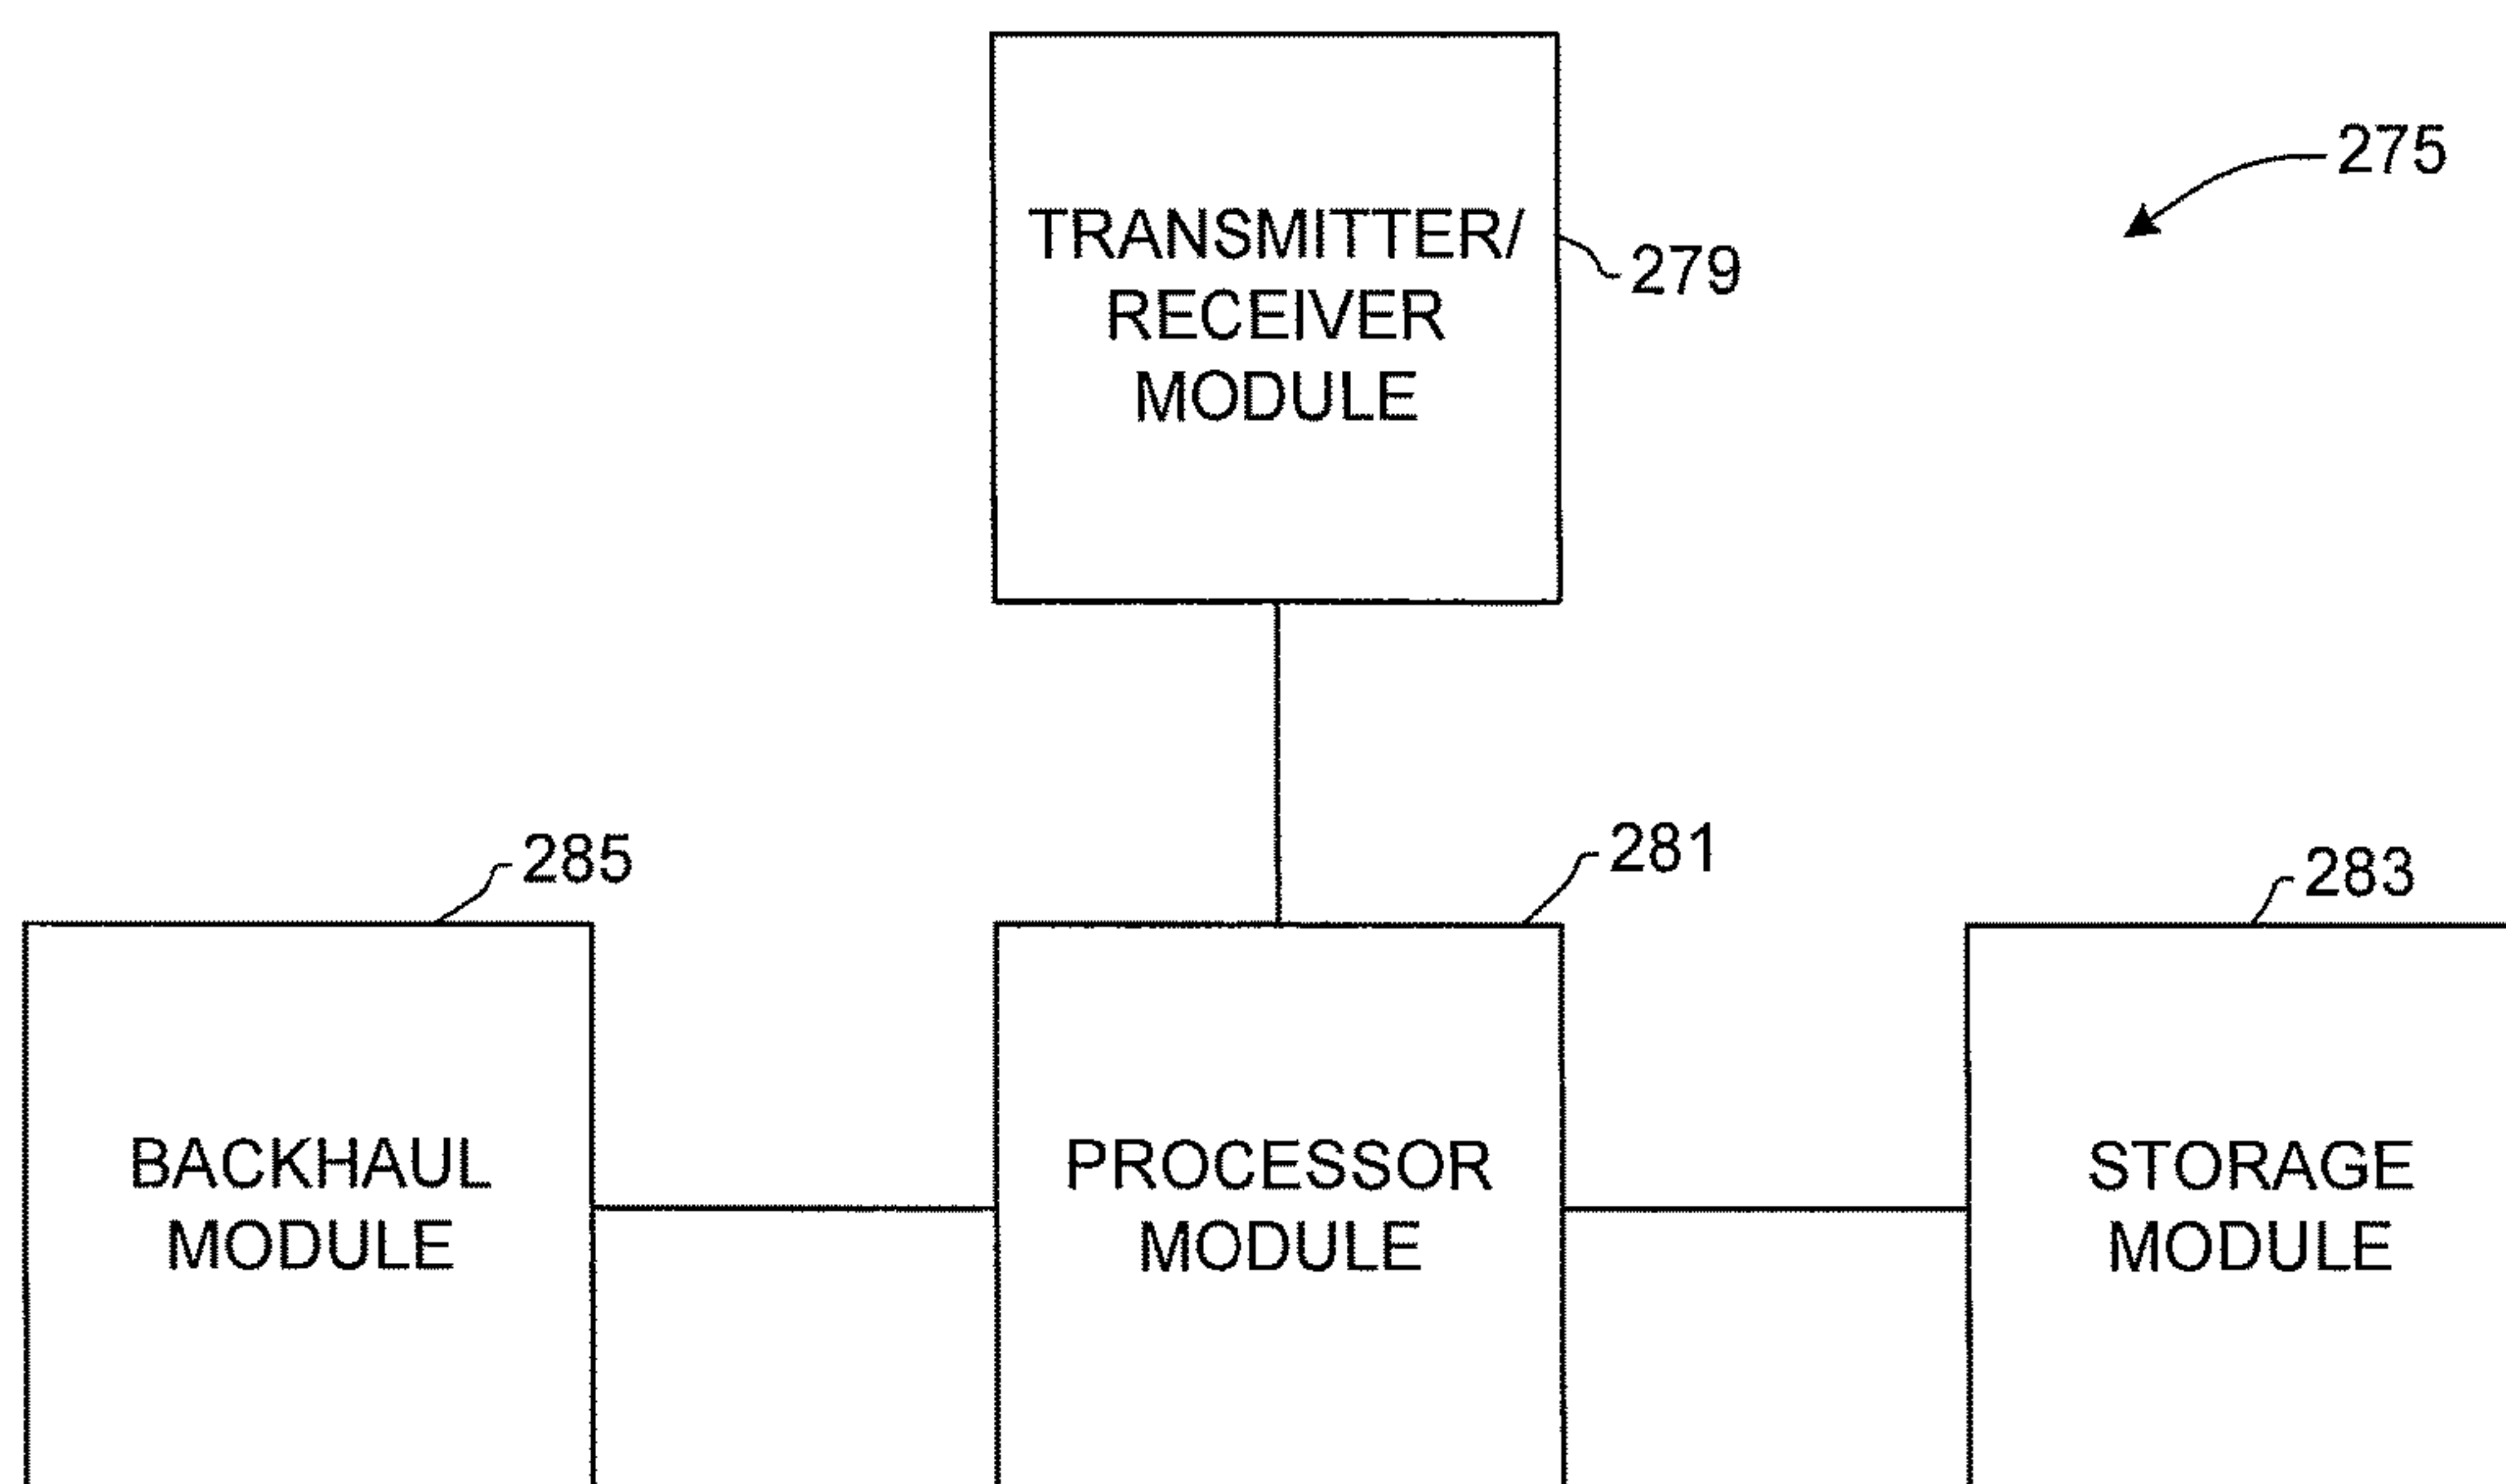 275
TRANSMITTER/
RECEIVER
MODULE
279
285
281
283
BACKHAUL
MODULE
PROCESSOR
MODULE
STORAGE
MODULE